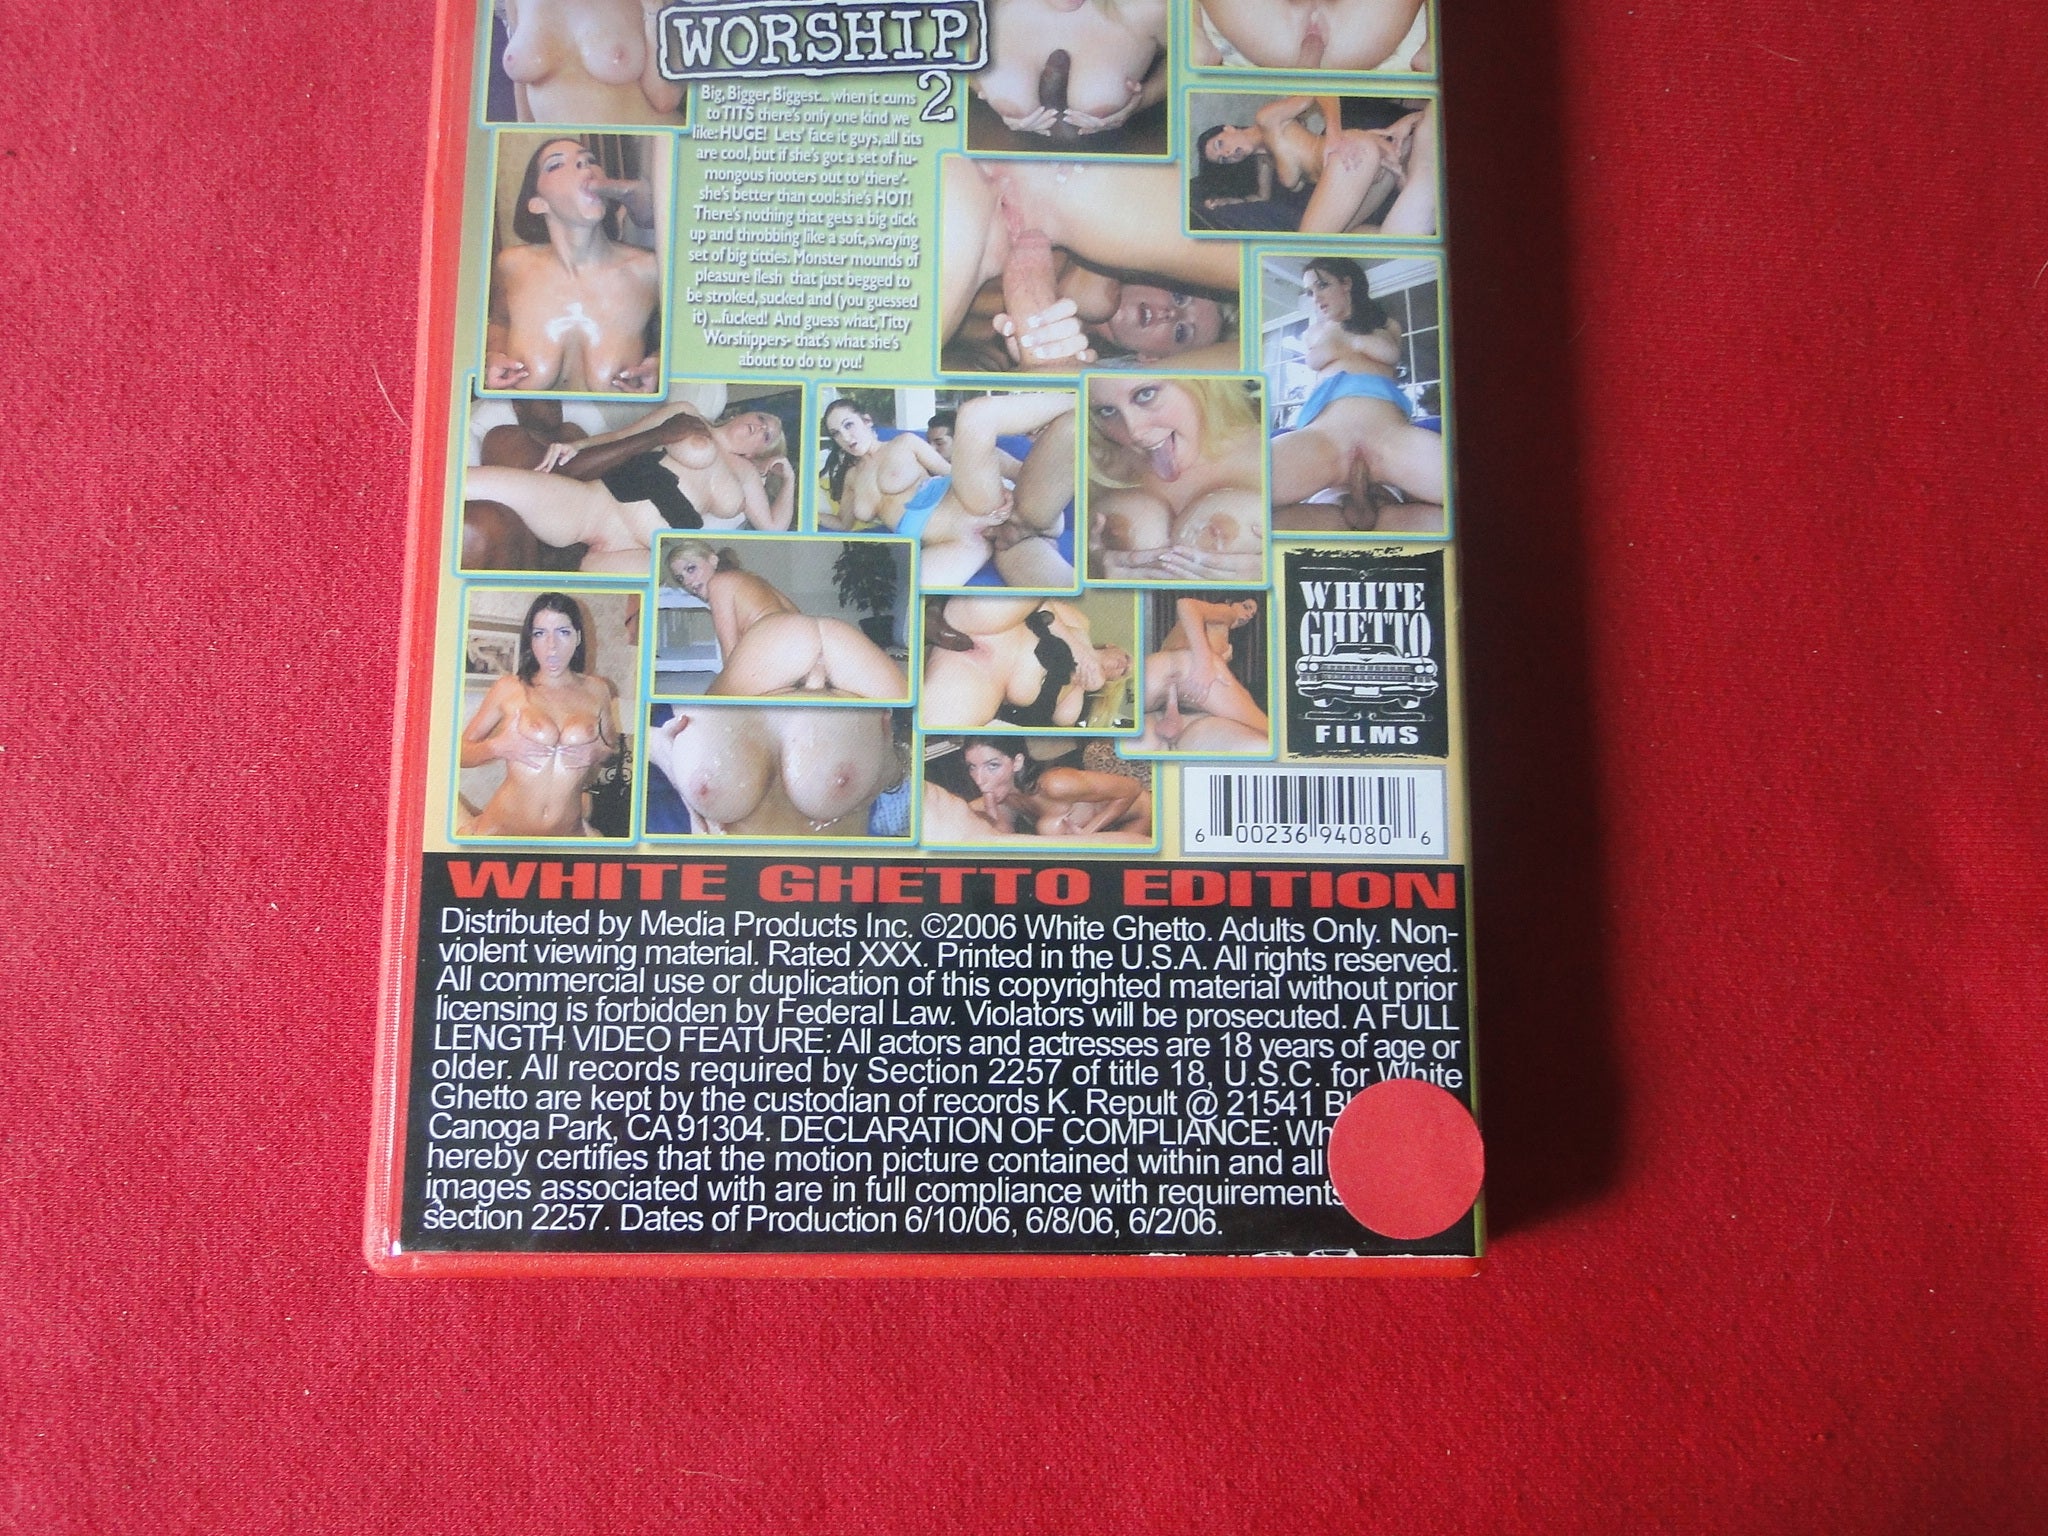 WORSHIP
2
Big, Bigger, Biggest... when it cums
to TITS there's only one kind we
like: HUGE! Lets' face it guys, all tits
are cool, but if she's got a set of hu-
mongous hooters out to 'there'-
she's better than cool: she's HOT!
There's nothing that gets a big dick
up and throbbing like a soft, swaying
set of big titties. Monster mounds of
pleasure flesh that just begged to
be stroked, sucked and (you guessed
it) ...fucked! And guess what, Titty
Worshippers- that's what she's
about to do to you!
WHITE
GHETTO
FILMS
6 00236 94080 6
WHITE GHETTO EDITION
Distributed by Media Products Inc. ©2006 White Ghetto. Adults Only. Non-
violent viewing material. Rated XXX. Printed in the U.S.A. All rights reserved.
All commercial use or duplication of this copyrighted material without prior
licensing is forbidden by Federal Law. Violators will be prosecuted. A FULL
LENGTH VIDEO FEATURE: All actors and actresses are 18 years of age or
older. All records required by Section 2257 of title 18, U.S.C. for White
Ghetto are kept by the custodian of records K. Repult @ 21541
Canoga Park, CA 91304. DECLARATION OF COMPLIANCE:
hereby certifies that the motion picture contained within and all
images associated with are in full compliance with requirements
section 2257. Dates of Production 6/10/06, 6/8/06, 6/2/06.